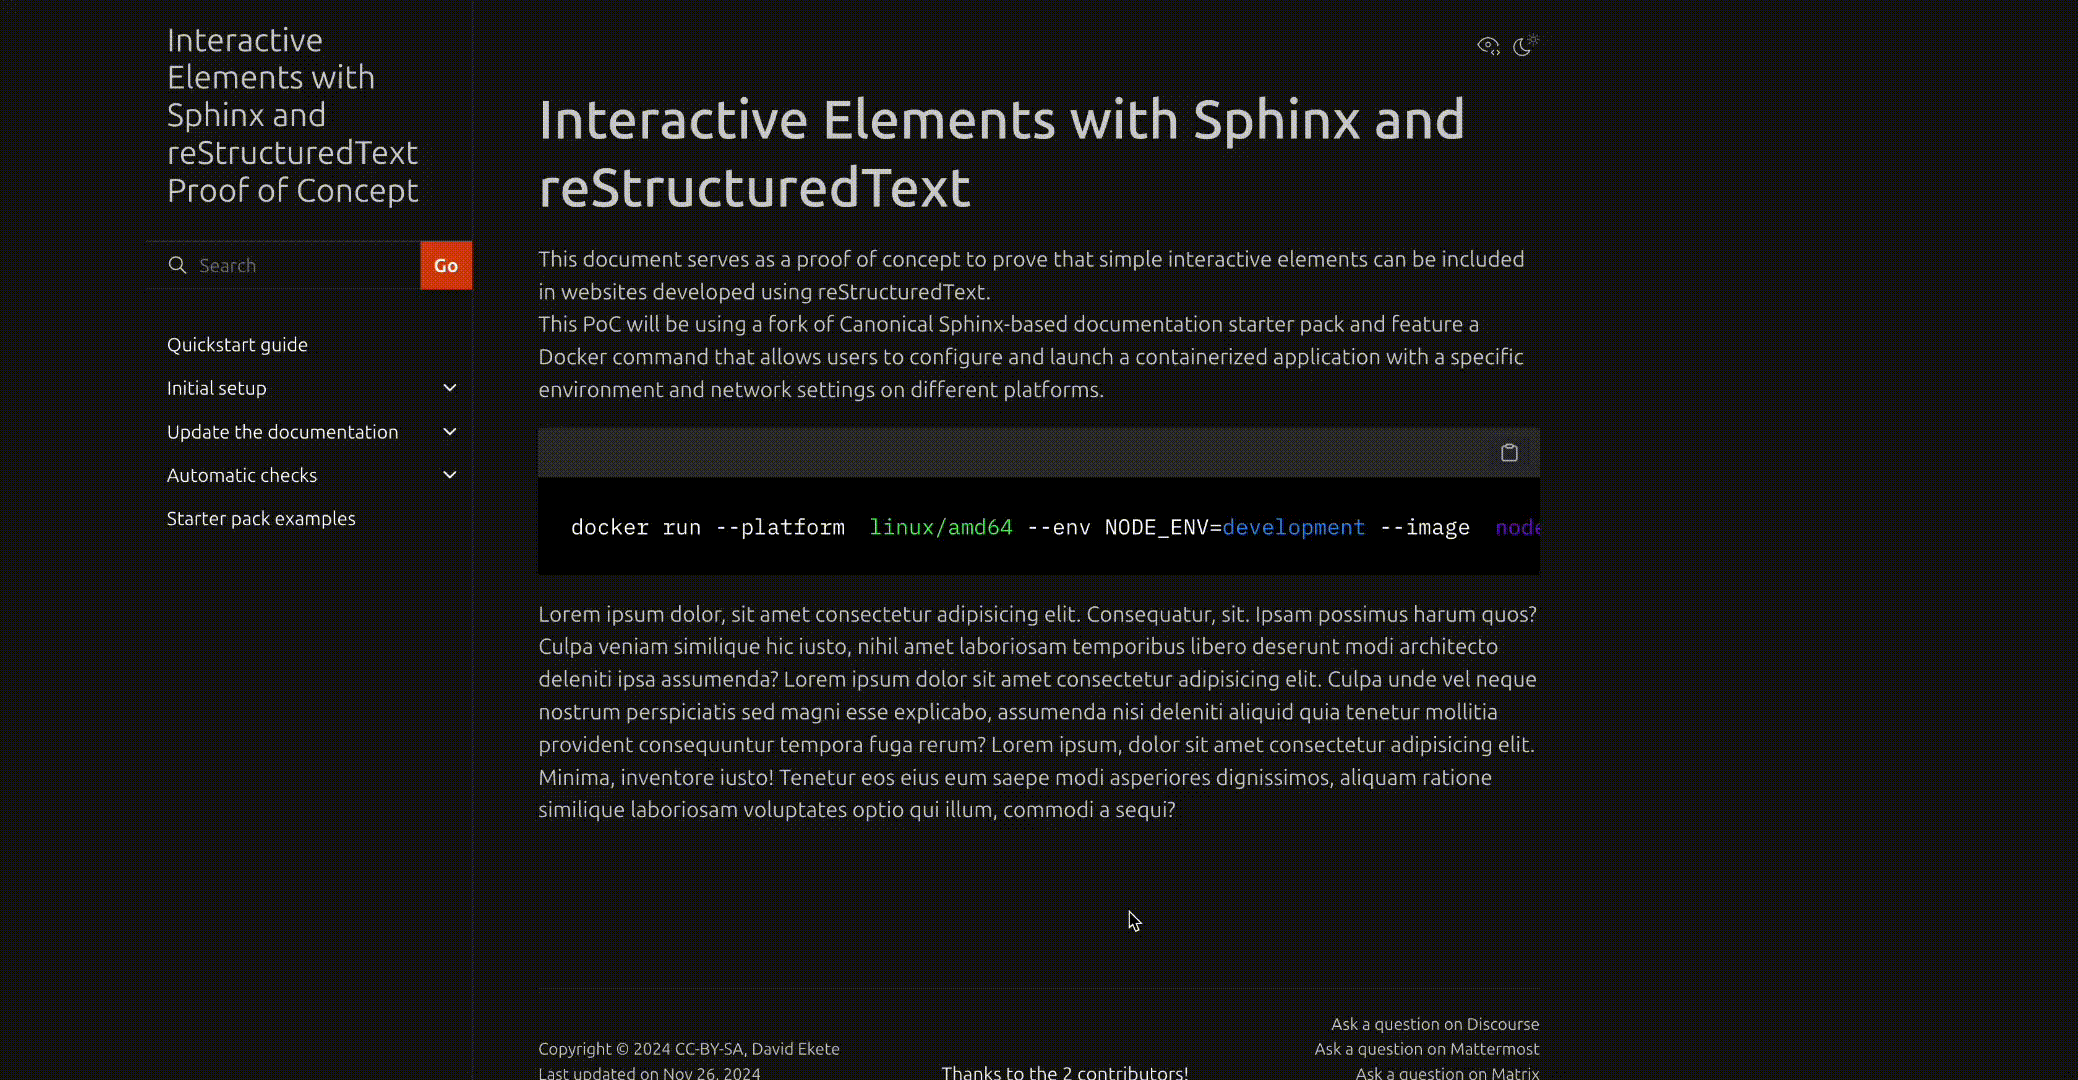 Interactive
Elements with
Sphinx and
reStructuredText
Proof of Concept
Search
Go
Quickstart guide
Initial setup
Update the documentation
Automatic checks
Starter pack examples
Interactive Elements with Sphinx and
reStructuredText
This document serves as a proof of concept to prove that simple interactive elements can be included
in websites developed using reStructuredText.
This PoC will be using a fork of Canonical Sphinx-based documentation starter pack and feature a
Docker command that allows users to configure and launch a containerized application with a specific
environment and network settings on different platforms.
docker run --platform linux/amd64 --env NODE_ENV=development --image node
Lorem ipsum dolor, sit amet consectetur adipisicing elit. Consequatur, sit. Ipsam possimus harum quos?
Culpa veniam similique hic iusto, nihil amet laboriosam temporibus libero deserunt modi architecto
deleniti ipsa assumenda? Lorem ipsum dolor sit amet consectetur adipisicing elit. Culpa unde vel neque
nostrum perspiciatis sed magni esse explicabo, assumenda nisi deleniti aliquid quia tenetur mollitia
provident consequuntur tempora fuga rerum? Lorem ipsum, dolor sit amet consectetur adipisicing elit.
Minima, inventore iusto! Tenetur eos eius eum saepe modi asperiores dignissimos, aliquam ratione
similique laboriosam voluptates optio qui illum, commodi a sequi?
Copyright © 2024 CC-BY-SA, David Ekete
Last updated on Nov 26, 2024
Thanks to the 2 contributors!
Ask a question on Discourse
Ask a question on Mattermost
Ask a question on Matrix